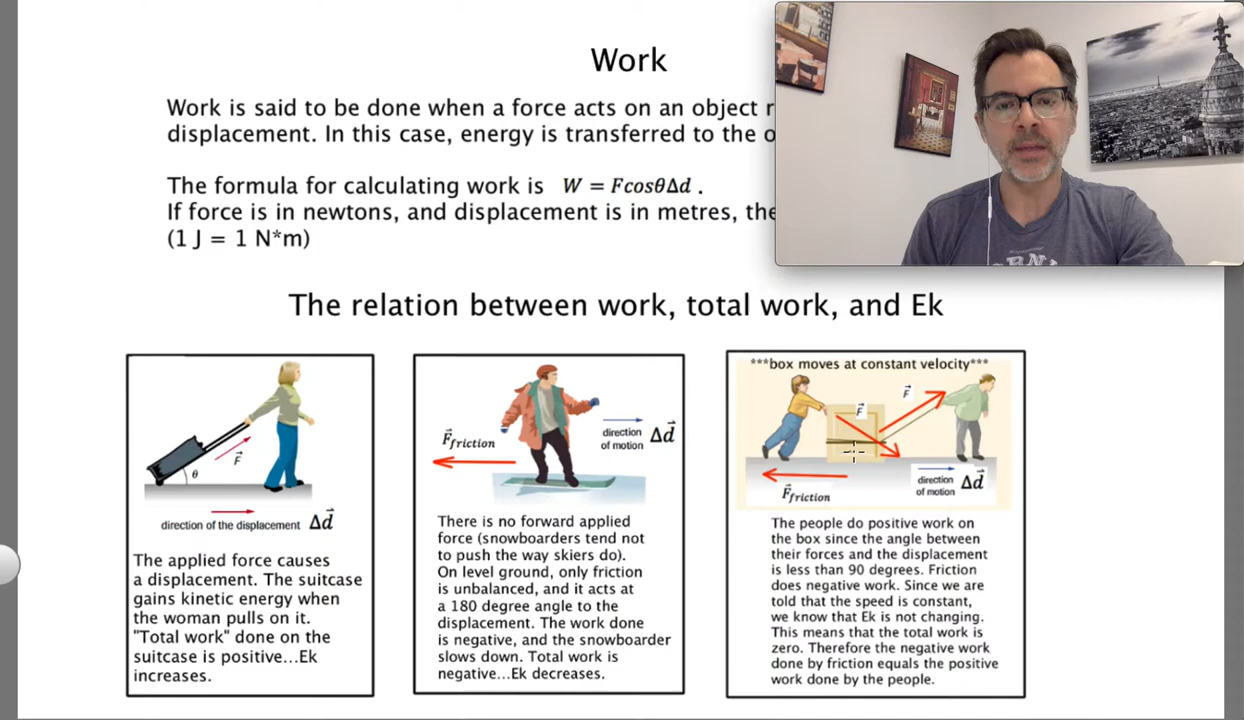 Work
Work is said to be done when a force acts on an object r
displacement. In this case, energy is transferred to the o
The formula for calculating work is W = FcosθΔd .
If force is in newtons, and displacement is in metres, the
(1 J = 1 N*m)
The relation between work, total work, and Ek
F⃗
θ
direction of the displacement Δd⃗
The applied force causes
a displacement. The suitcase
gains kinetic energy when
the woman pulls on it.
"Total work" done on the
suitcase is positive...Ek
increases.
F⃗friction
direction
of motion Δd⃗
There is no forward applied
force (snowboarders tend not
to push the way skiers do).
On level ground, only friction
is unbalanced, and it acts at
a 180 degree angle to the
displacement. The work done
is negative, and the snowboarder
slows down. Total work is
negative...Ek decreases.
***box moves at constant velocity***
F⃗
F⃗
F⃗friction
direction
of motion Δd⃗
The people do positive work on
the box since the angle between
their forces and the displacement
is less than 90 degrees. Friction
does negative work. Since we are
told that the speed is constant,
we know that Ek is not changing.
This means that the total work is
zero. Therefore the negative work
done by friction equals the positive
work done by the people.